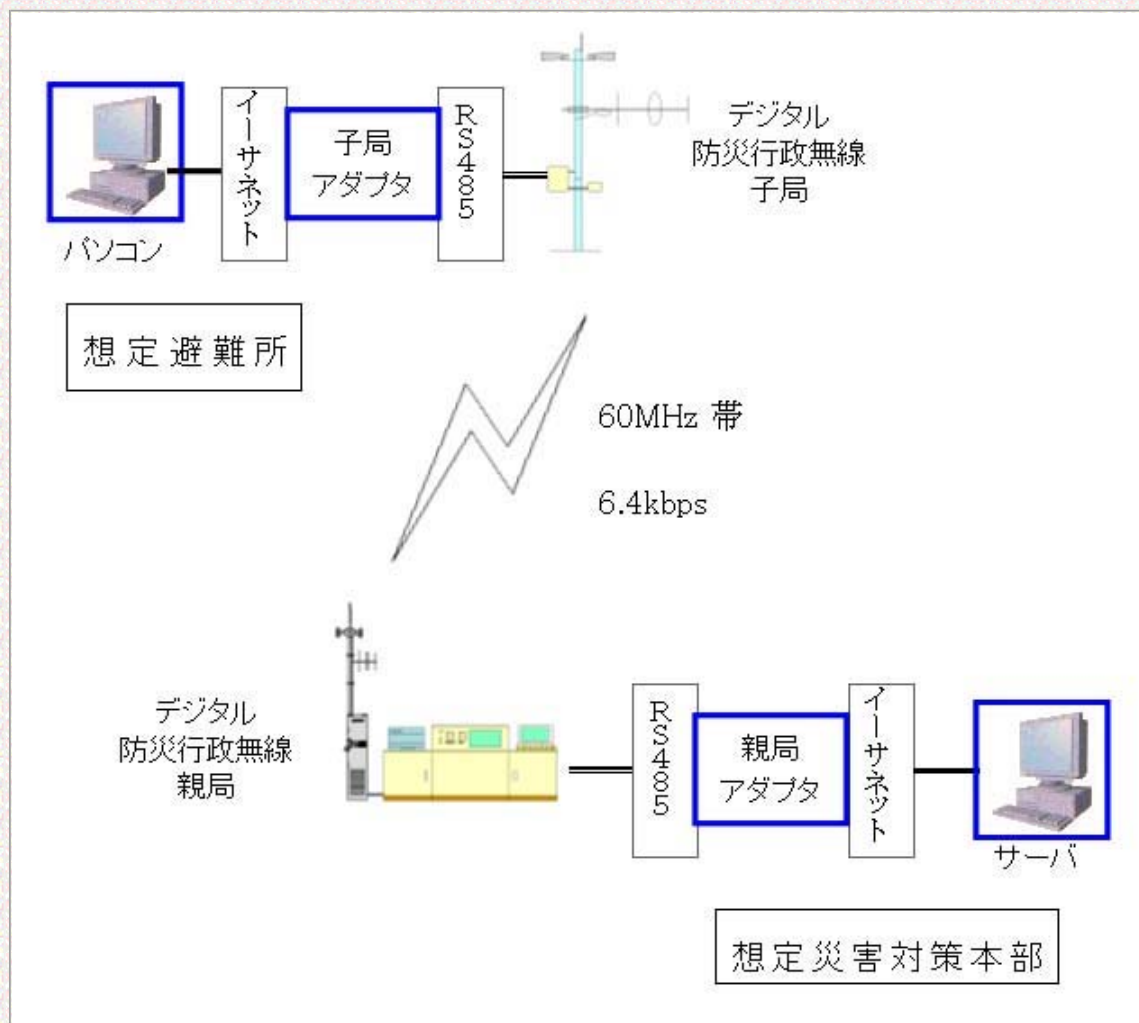 イーサネット
子局
アダプタ
RS485
デジタル
防災行政無線
子局
パソコン
想定避難所
60MHz 帯
6.4kbps
デジタル
防災行政無線
親局
RS485
親局
アダプタ
イーサネット
サーバ
想定災害対策本部